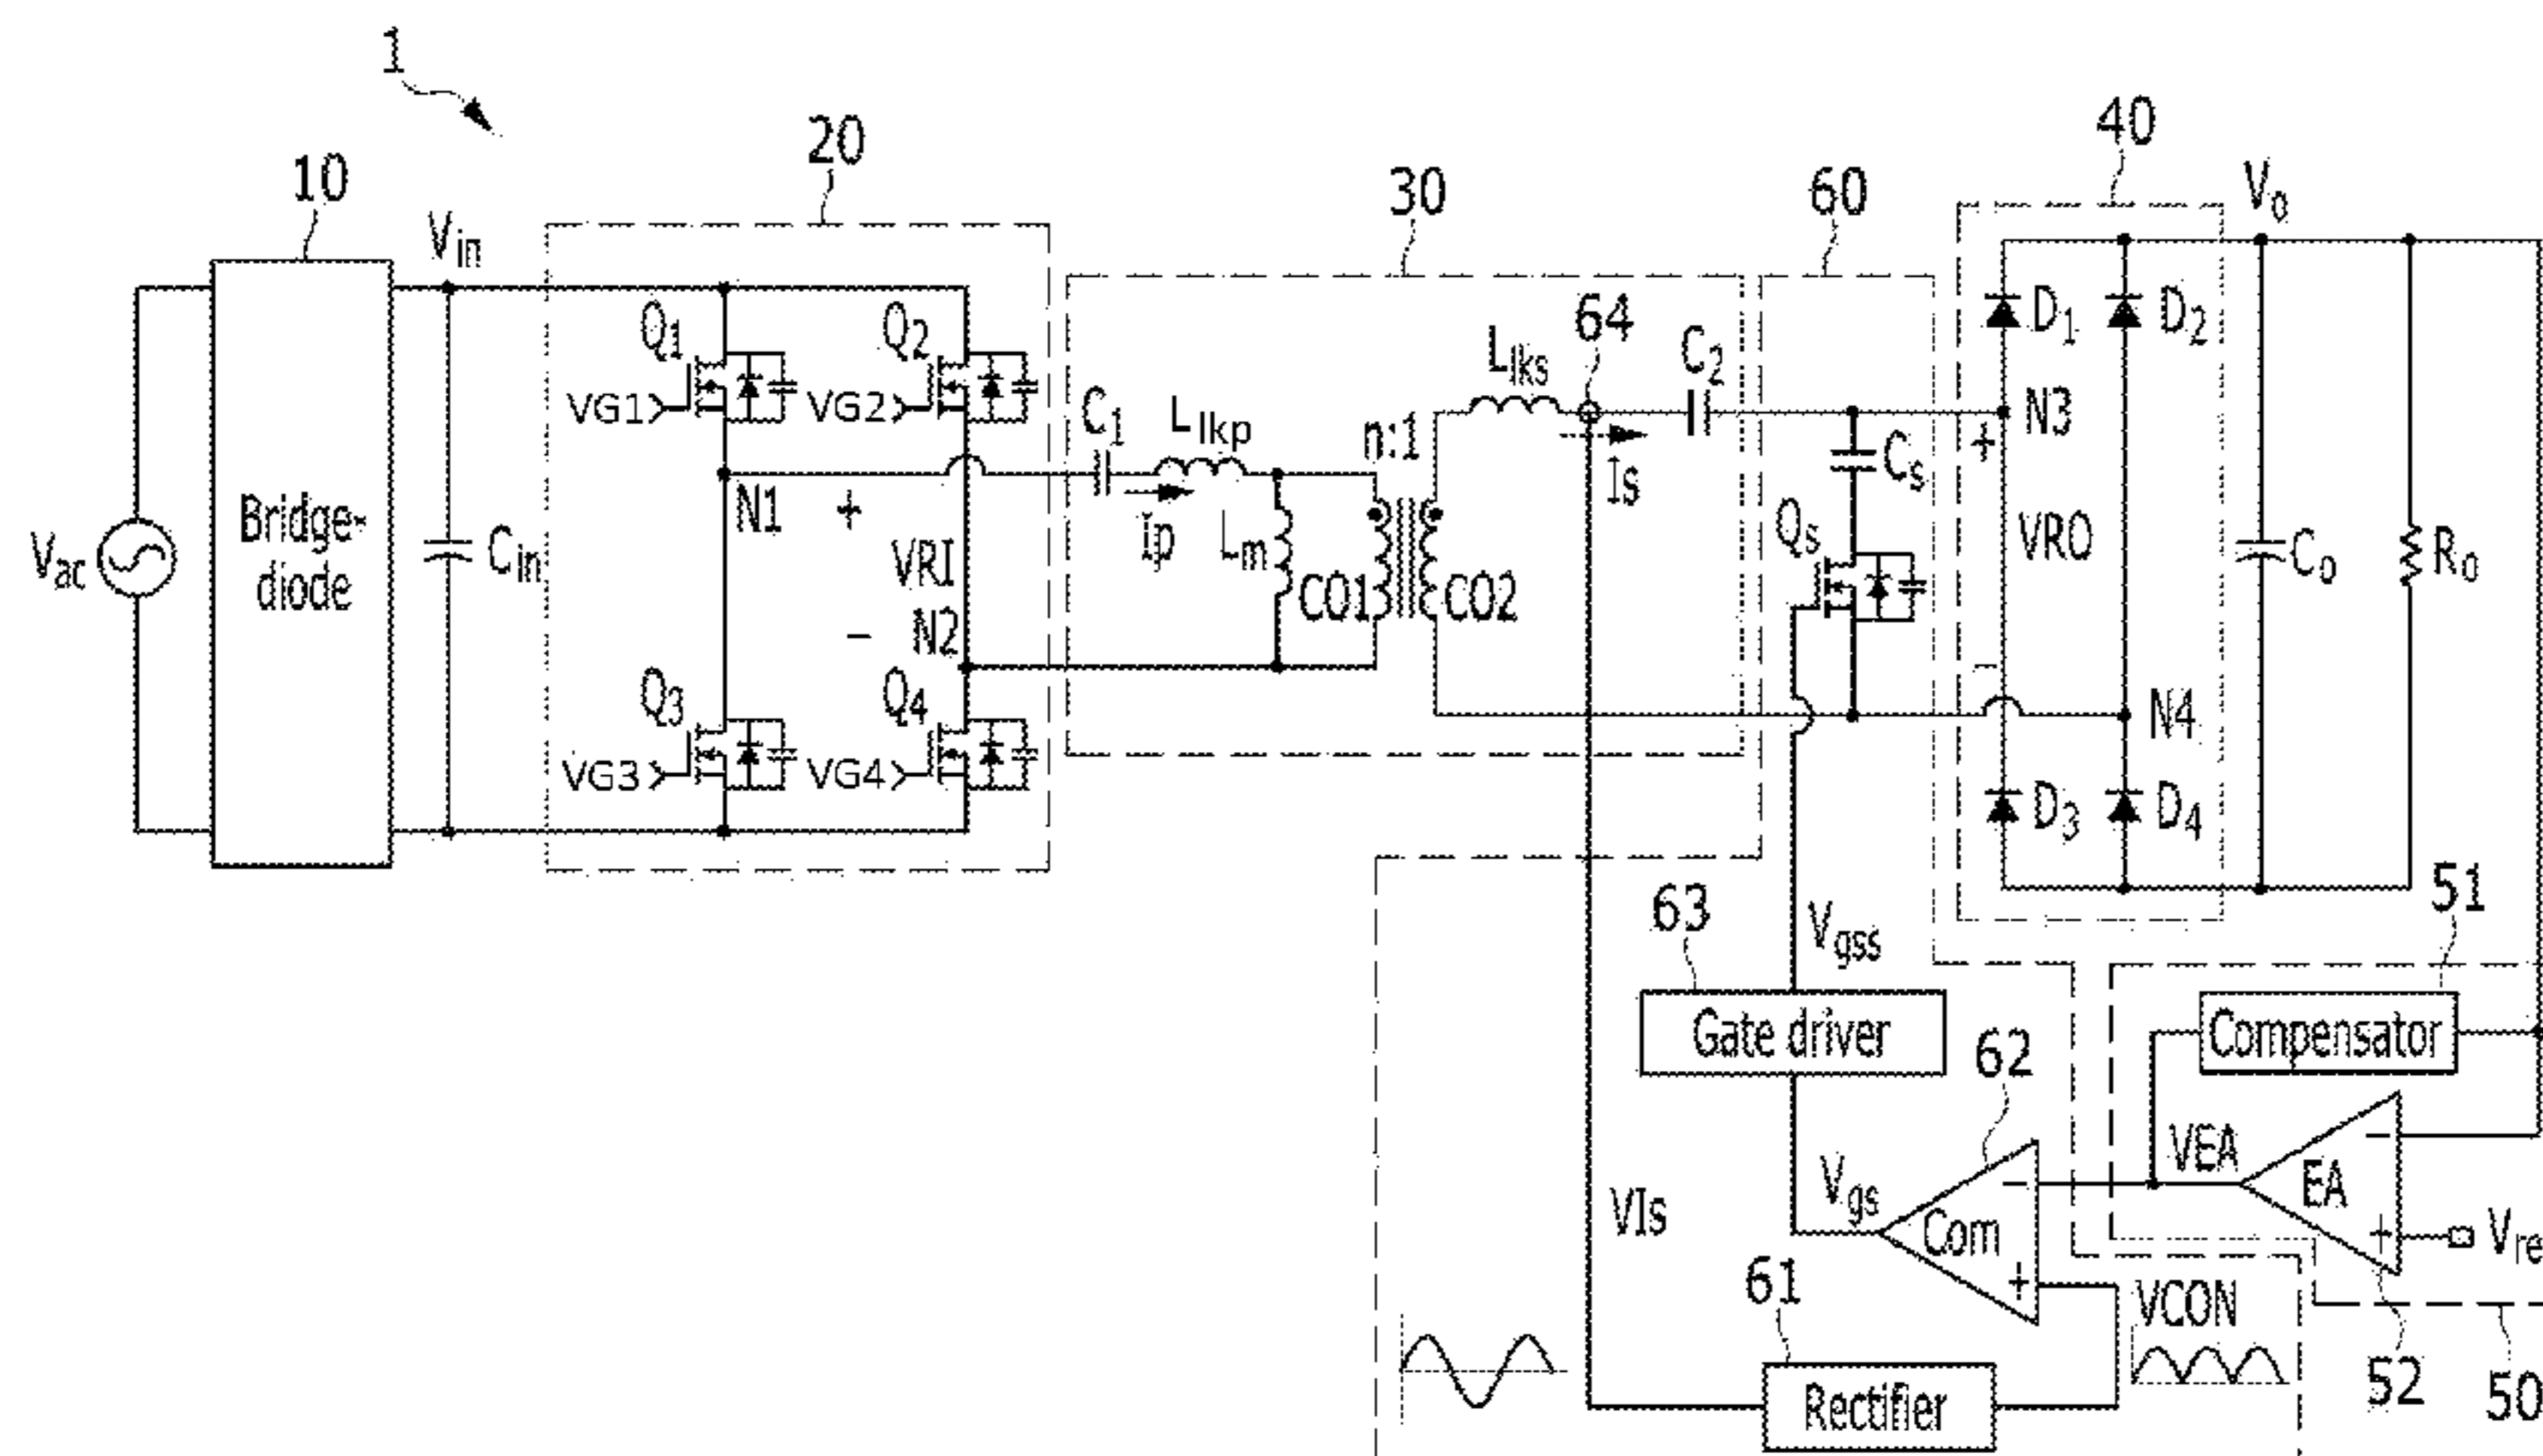 1
10
20
30
60
40
Vin
Vo
Vac
Bridge-
diode
Cin
Q1
VG1
Q2
VG2
Q3
VG3
Q4
VG4
N1
+
VRI
−
N2
C1
Llkp
ip
Lm
CO1
n:1
CO2
Llks
64
Is
C2
Cs
Qs
D1
D2
N3
+
VRO
−
N4
D3
D4
Co
Ro
51
Compensator
63
Gate driver
Vgss
62
Vgs
Com
−
+
VEA
EA
−
+
Vre
VIs
61
Rectifier
VCON
52
50